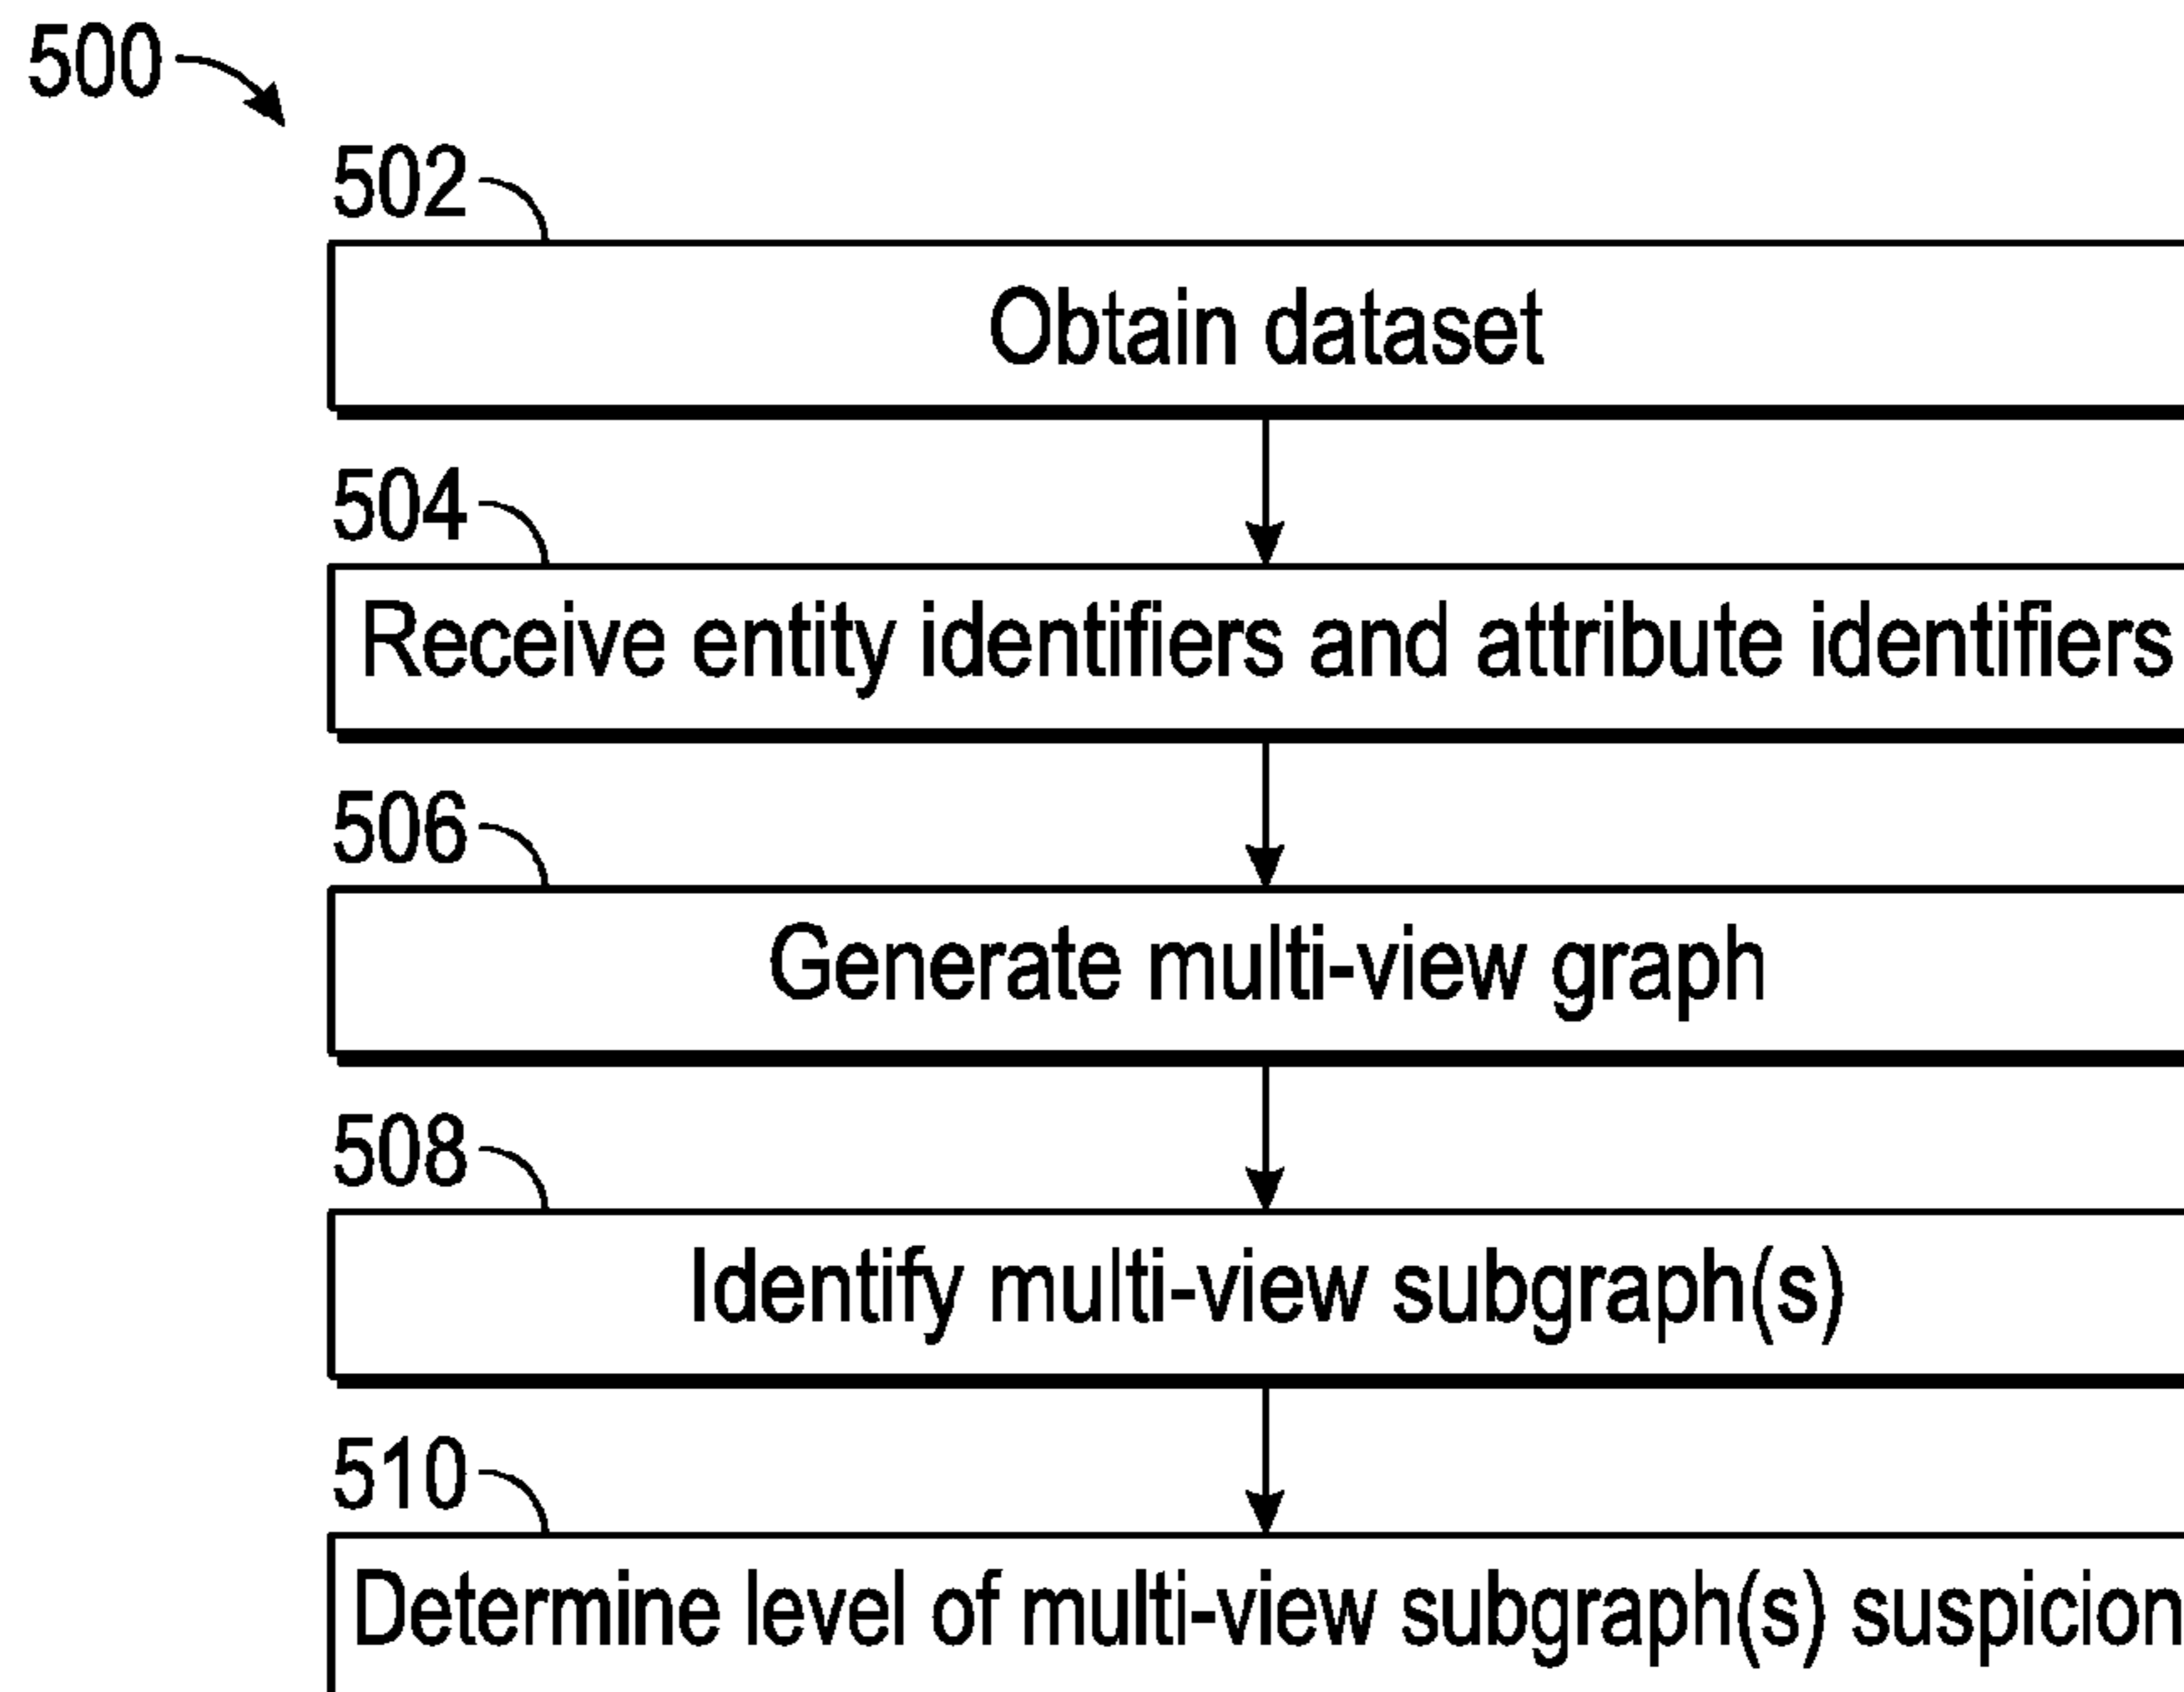 500
502
Obtain dataset
504
Receive entity identifiers and attribute identifiers
506
Generate multi-view graph
508
Identify multi-view subgraph(s)
510
Determine level of multi-view subgraph(s) suspicion